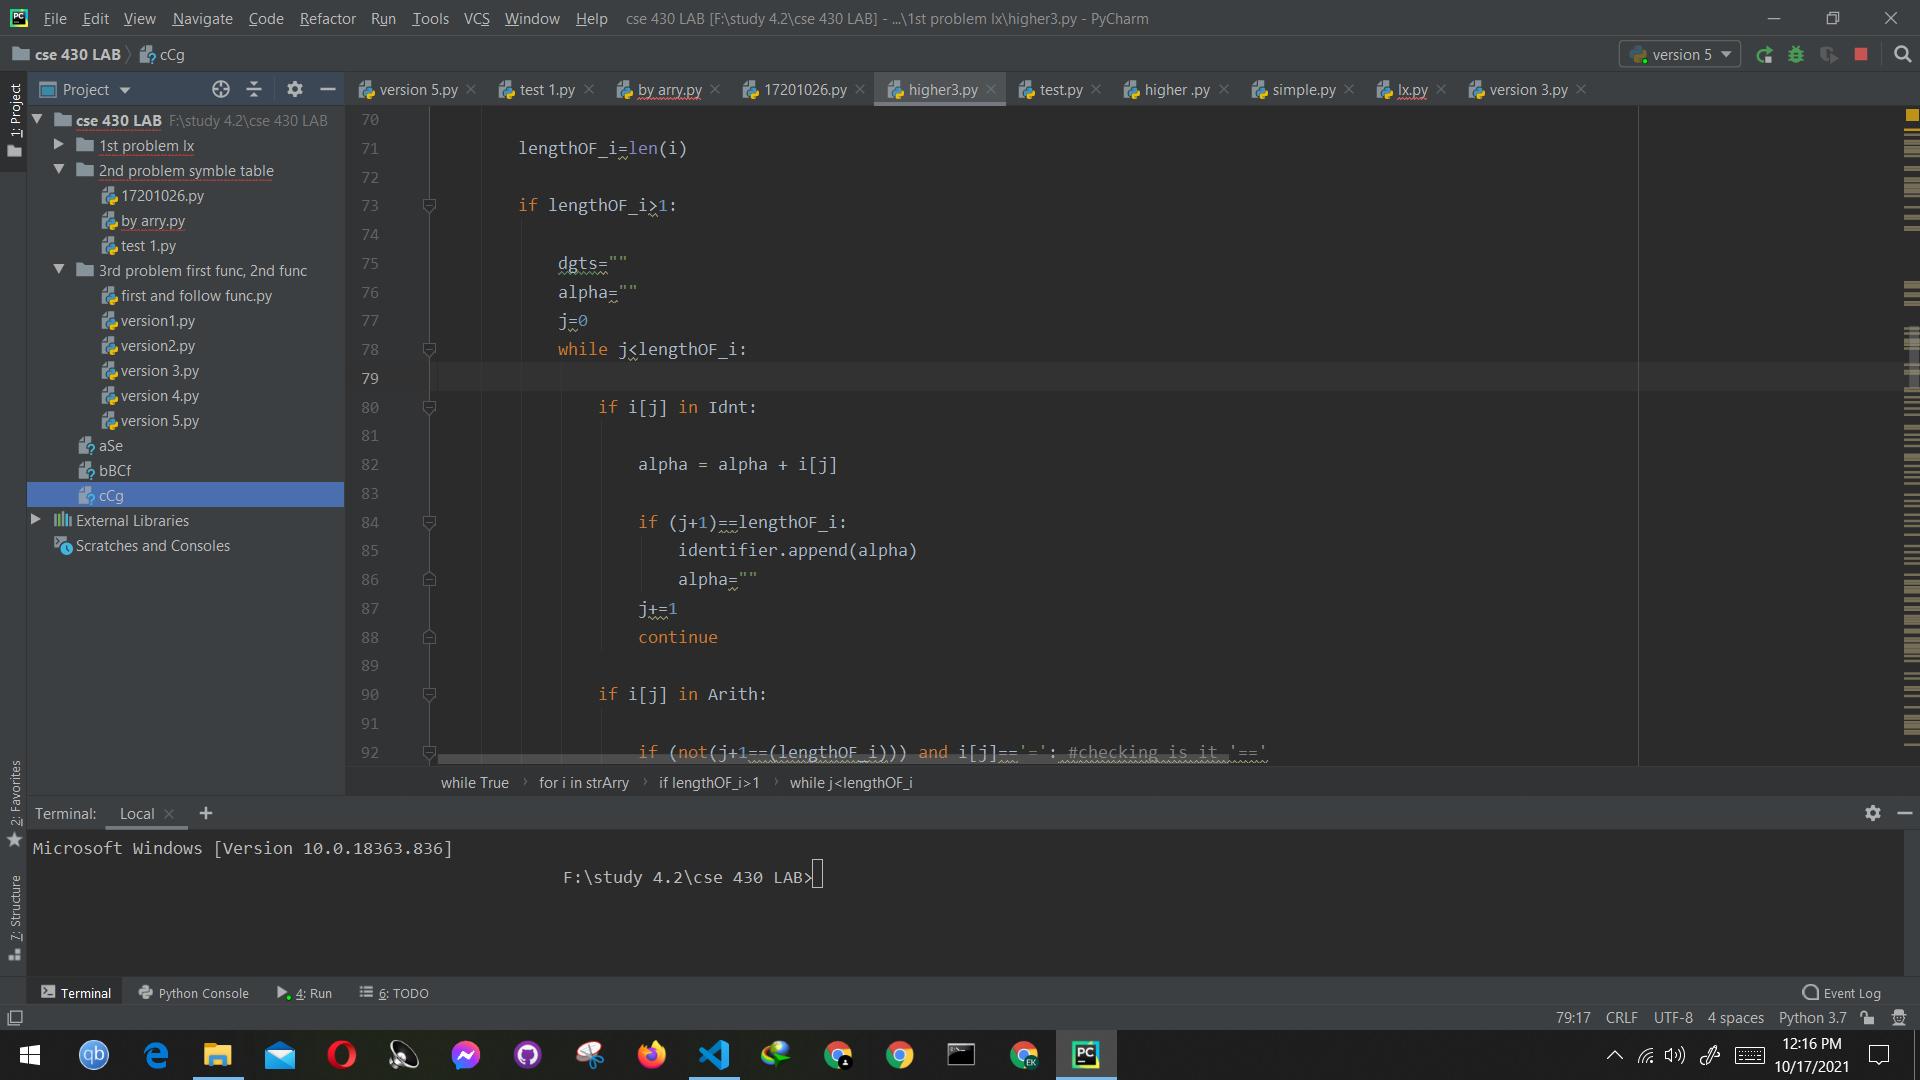 File Edit View Navigate Code Refactor Run Tools VCS Window Help cse 430 LAB [F:\study 4.2\cse 430 LAB] - ...\1st problem lx\higher3.py - PyCharm
cse 430 LAB cCg version 5
Project version 5.py test 1.py by arry.py 17201026.py higher3.py test.py higher .py simple.py lx.py version 3.py
1: Project
cse 430 LAB F:\study 4.2\cse 430 LAB
1st problem lx
2nd problem symble table
17201026.py
by arry.py
test 1.py
3rd problem first func, 2nd func
first and follow func.py
version1.py
version2.py
version 3.py
version 4.py
version 5.py
aSe
bBCf
cCg
External Libraries
Scratches and Consoles
70
71 lengthOF_i=len(i)
72
73 if lengthOF_i>1:
74
75 dgts=""
76 alpha=""
77 j=0
78 while j<lengthOF_i:
79
80 if i[j] in Idnt:
81
82 alpha = alpha + i[j]
83
84 if (j+1)==lengthOF_i:
85 identifier.append(alpha)
86 alpha=""
87 j+=1
88 continue
89
90 if i[j] in Arith:
91
92 if (not(j+1==(lengthOF_i))) and i[j]=='=': #checking is it '=='
while True for i in strArry if lengthOF_i>1 while j<lengthOF_i
2: Favorites
7: Structure
Terminal: Local
Microsoft Windows [Version 10.0.18363.836]
F:\study 4.2\cse 430 LAB>
Terminal Python Console 4: Run 6: TODO Event Log
79:17 CRLF UTF-8 4 spaces Python 3.7
12:16 PM
10/17/2021